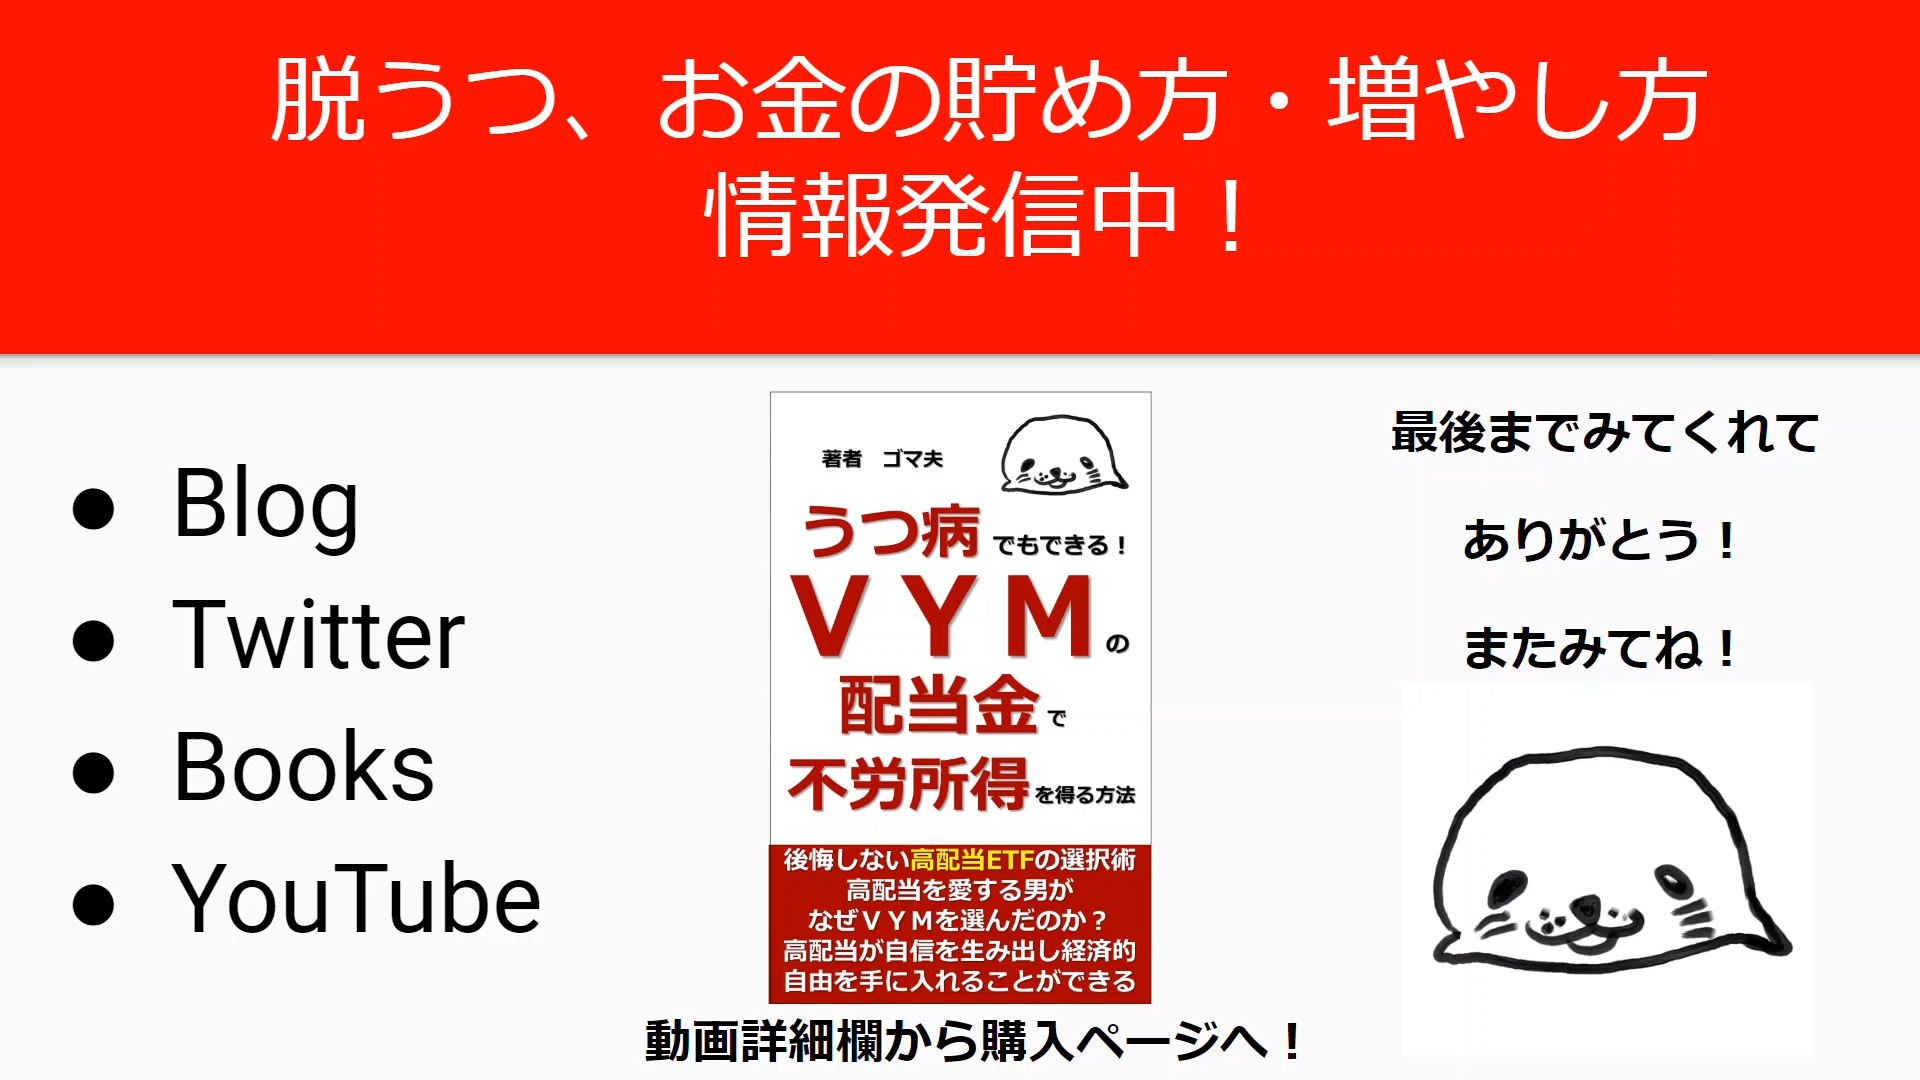 脱うつ、お金の貯め方・増やし方
情報発信中！
● Blog
● Twitter
● Books
● YouTube
著者　ゴマ夫
うつ病でもできる！
ＶＹＭの
配当金で
不労所得を得る方法
後悔しない高配当ETFの選択術
高配当を愛する男が
なぜＶＹＭを選んだのか？
高配当が自信を生み出し経済的
自由を手に入れることができる
動画詳細欄から購入ページへ！
最後までみてくれて
ありがとう！
またみてね！